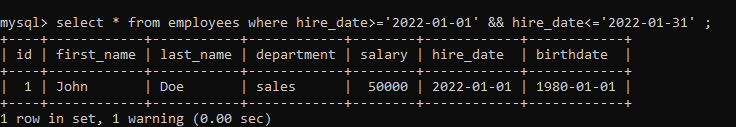 mysql> select * from employees where hire_date>='2022-01-01' && hire_date<='2022-01-31' ;
+----+------------+-----------+------------+--------+------------+------------+
| id | first_name | last_name | department | salary | hire_date  | birthdate  |
+----+------------+-----------+------------+--------+------------+------------+
|  1 | John       | Doe       | sales      |  50000 | 2022-01-01 | 1980-01-01 |
+----+------------+-----------+------------+--------+------------+------------+
1 row in set, 1 warning (0.00 sec)